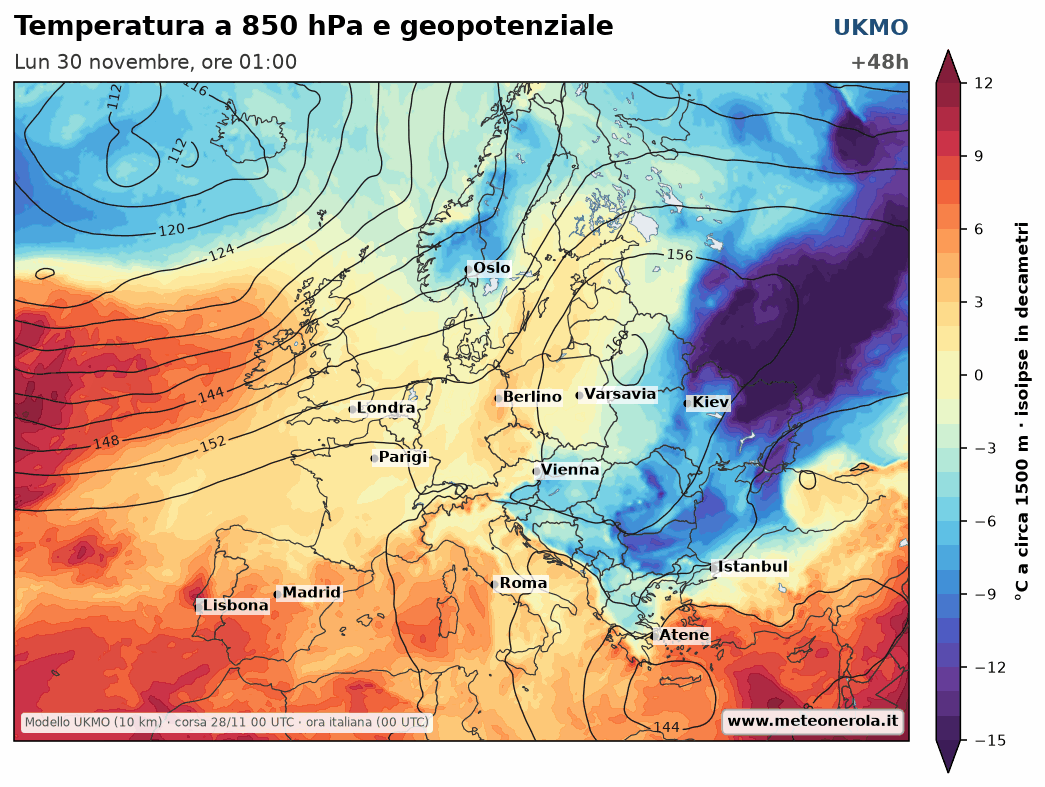 Temperatura a 850 hPa e geopotenziale
UKMO
Lun 30 novembre, ore 01:00
+48h
112
116
112
120
124
156
160
144
148
152
144
Oslo
Londra
Berlino
Varsavia
Kiev
Parigi
Vienna
Istanbul
Roma
Madrid
Lisbona
Atene
Modello UKMO (10 km) · corsa 28/11 00 UTC · ora italiana (00 UTC)
www.meteonerola.it
12
9
6
3
0
−3
−6
−9
−12
−15
°C a circa 1500 m · isoipse in decametri